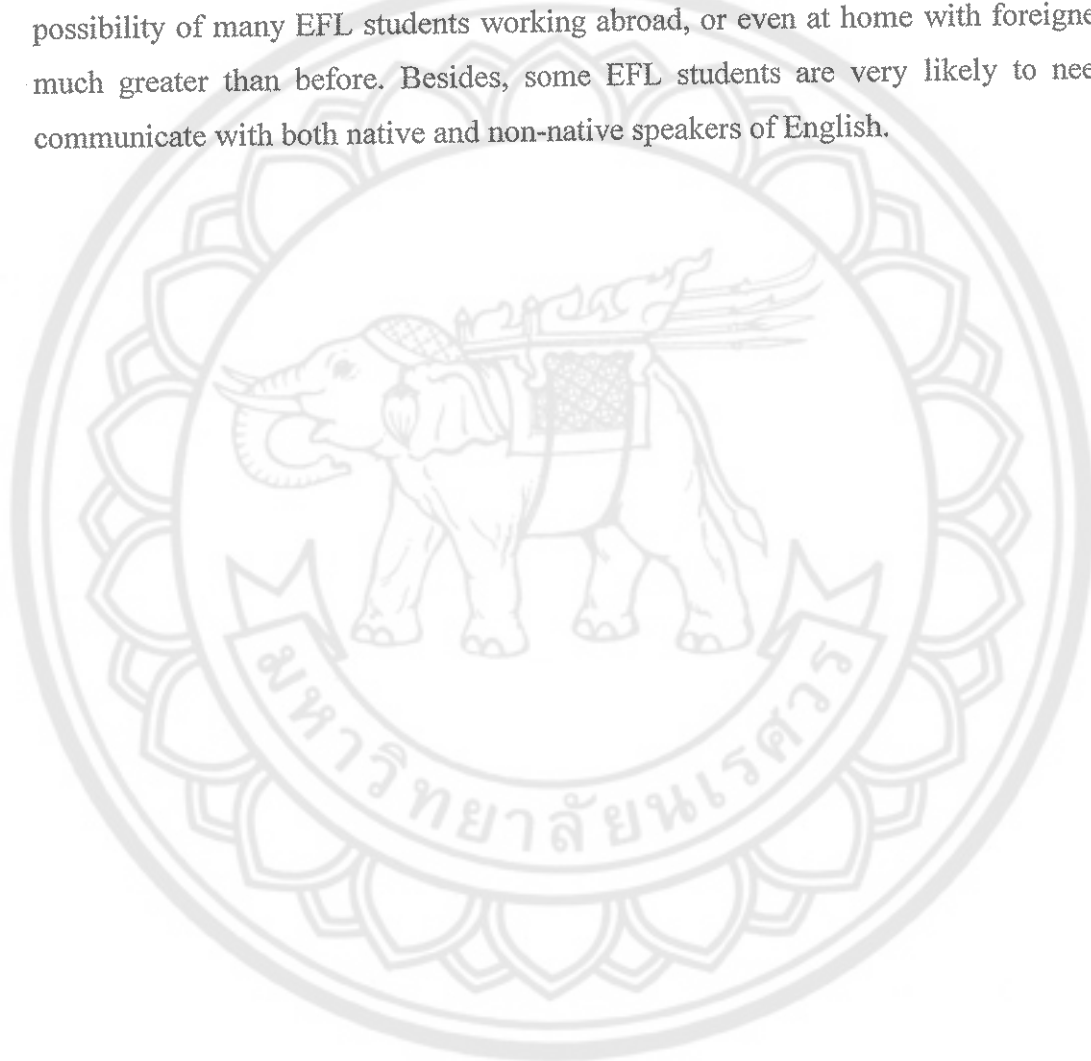 possibility of many EFL students working abroad, or even at home with
much greater than before. Besides, some EFL students are very likely to
communicate with both native and non-native speakers of English.
มหาวิทยาลัยนเรศวร